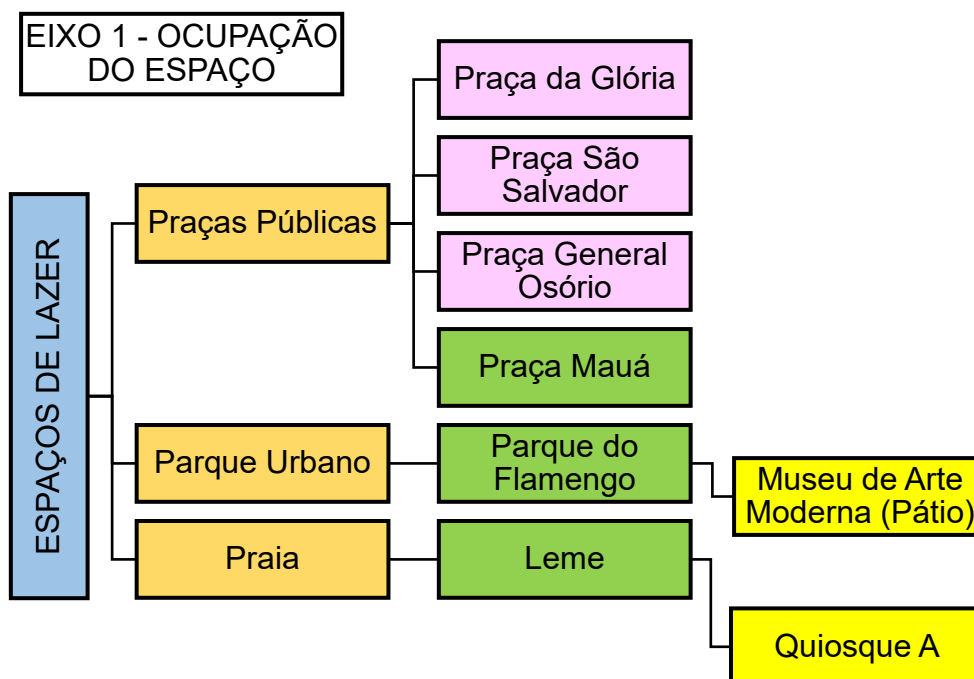 EIXO 1 - OCUPAÇÃO
DO ESPAÇO
ESPAÇOS DE LAZER
Praças Públicas
Praça da Glória
Praça São
Salvador
Praça General
Osório
Praça Mauá
Parque Urbano
Parque do
Flamengo
Museu de Arte
Moderna (Pátio)
Praia
Leme
Quiosque A